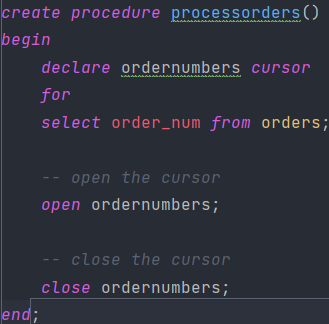 create procedure processorders()
begin
    declare ordernumbers cursor
    for
    select order_num from orders;

    -- open the cursor
    open ordernumbers;

    -- close the cursor
    close ordernumbers;
end;